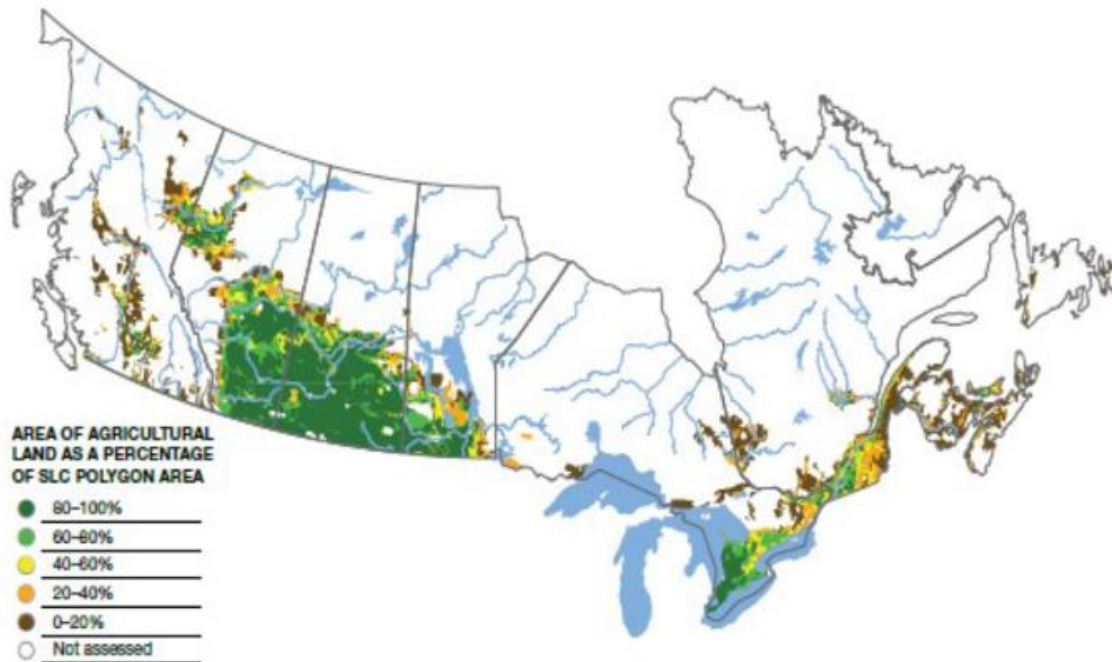 AREA OF AGRICULTURAL
LAND AS A PERCENTAGE
OF SLC POLYGON AREA
80–100%
60–80%
40–60%
20–40%
0–20%
Not assessed